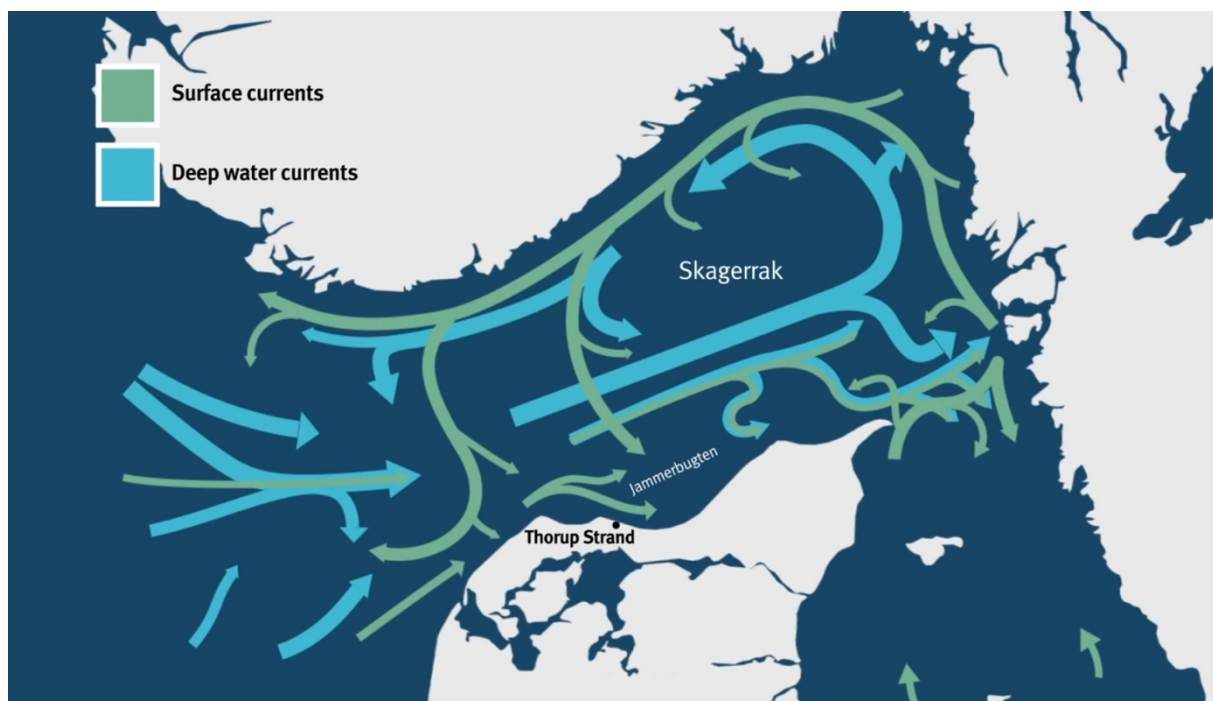 Surface currents
Deep water currents
Skagerrak
Jammerbugten
Thorup Strand